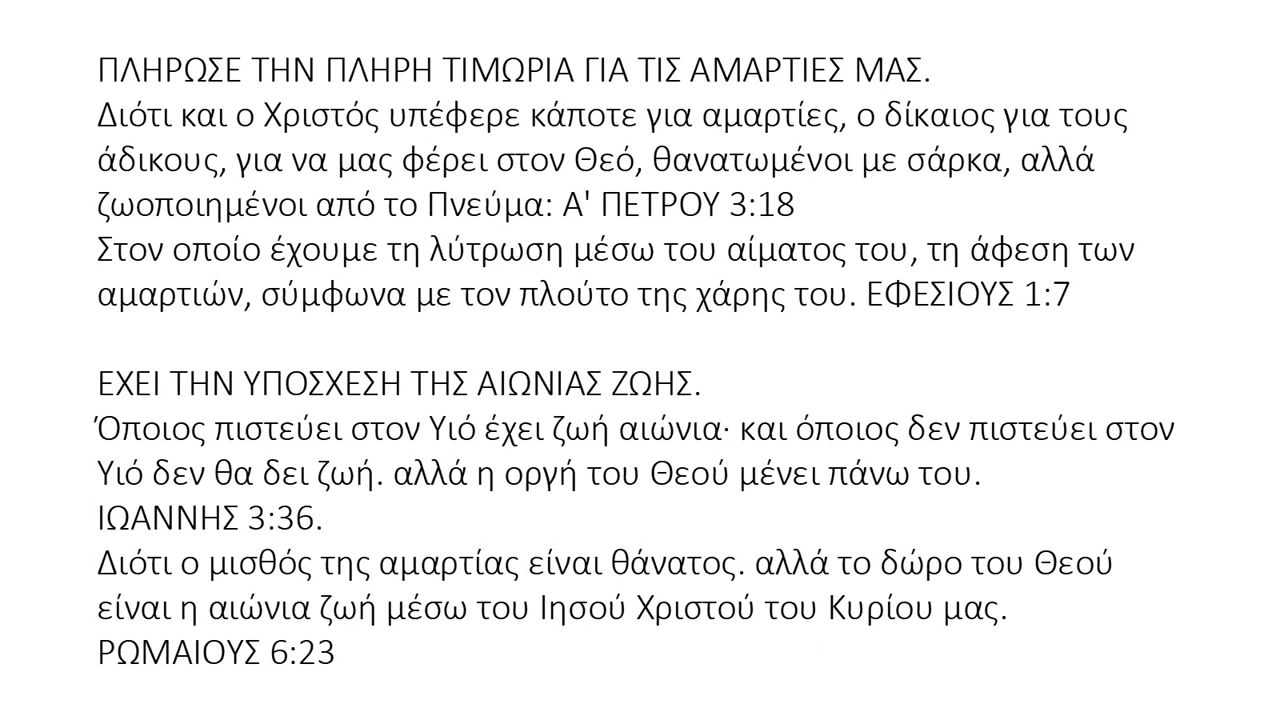 ΠΛΗΡΩΣΕ ΤΗΝ ΠΛΗΡΗ ΤΙΜΩΡΙΑ ΓΙΑ ΤΙΣ ΑΜΑΡΤΙΕΣ ΜΑΣ.
Διότι και ο Χριστός υπέφερε κάποτε για αμαρτίες, ο δίκαιος για τους
άδικους, για να μας φέρει στον Θεό, θανατωμένοι με σάρκα, αλλά
ζωοποιημένοι από το Πνεύμα: Α' ΠΕΤΡΟΥ 3:18
Στον οποίο έχουμε τη λύτρωση μέσω του αίματος του, τη άφεση των
αμαρτιών, σύμφωνα με τον πλούτο της χάρης του. ΕΦΕΣΙΟΥΣ 1:7
ΕΧΕΙ ΤΗΝ ΥΠΟΣΧΕΣΗ ΤΗΣ ΑΙΩΝΙΑΣ ΖΩΗΣ.
Όποιος πιστεύει στον Υιό έχει ζωή αιώνια· και όποιος δεν πιστεύει στον
Υιό δεν θα δει ζωή. αλλά η οργή του Θεού μένει πάνω του.
ΙΩΑΝΝΗΣ 3:36.
Διότι ο μισθός της αμαρτίας είναι θάνατος. αλλά το δώρο του Θεού
είναι η αιώνια ζωή μέσω του Ιησού Χριστού του Κυρίου μας.
ΡΩΜΑΙΟΥΣ 6:23